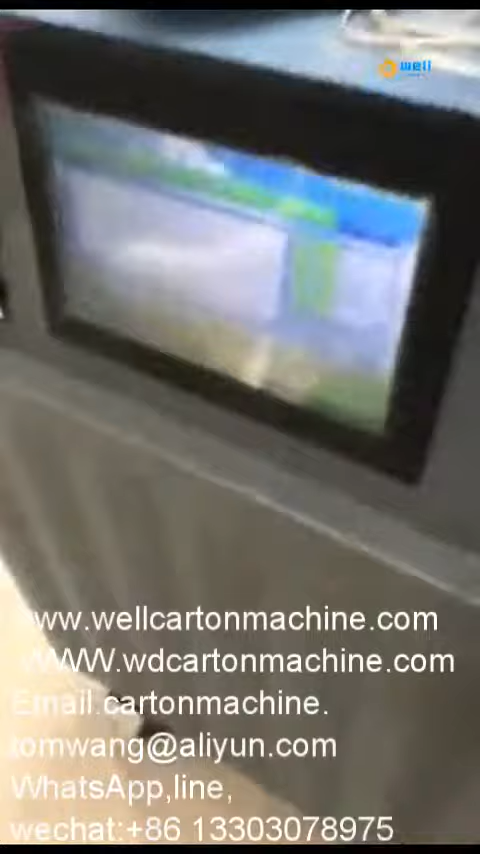 well
www.wellcartonmachine.com
WWW.wdcartonmachine.com
Email.cartonmachine.
tomwang@aliyun.com
WhatsApp,line,
wechat:+86 13303078975